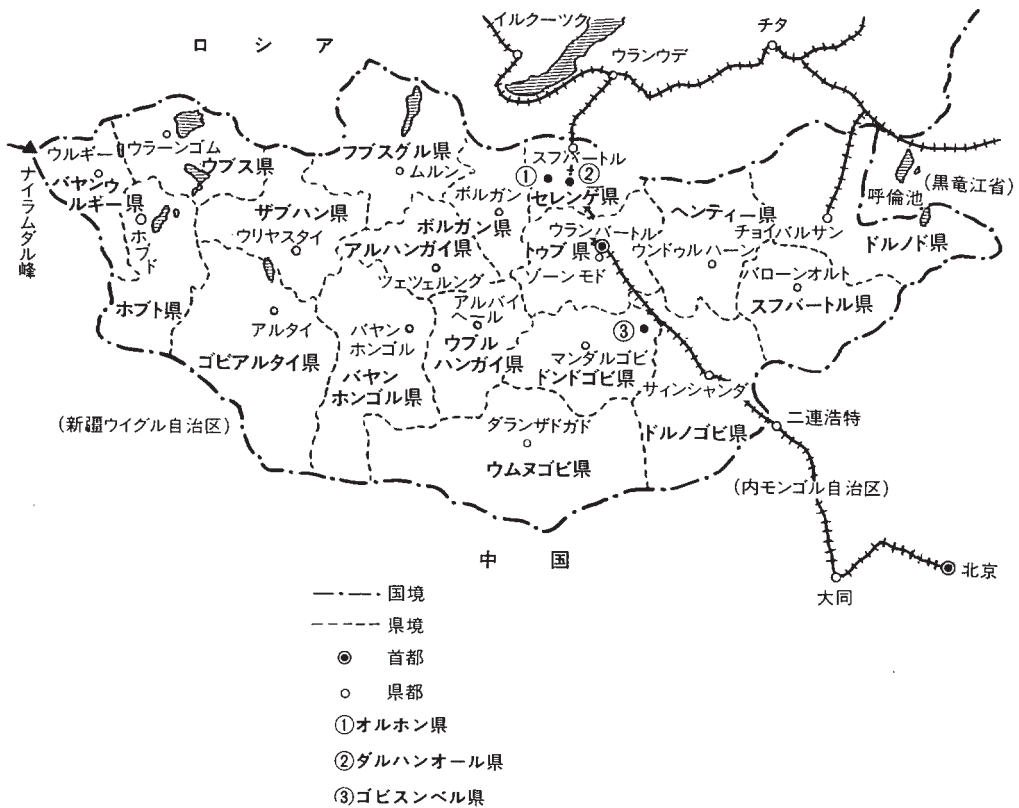 ロシア
イルクーツク
ウランウデ
チタ
ナイラムダル峰
ウルギー
バヤンウ
ルギー県
ウラーンゴム
ウブス県
ホブド
ホブト県
フブスグル県
ムルン
ザブハン県
ウリヤスタイ
ボルガン
ボルガン県
アルハンガイ県
ツェツェルング
スフバートル
①
②
セレンゲ県
ウランバートル
トゥブ県
ゾーンモド
ヘンティー県
ウンドゥルハーン
チョイバルサン
呼倫池
(黒竜江省)
ドルノド県
バローンオルト
スフバートル県
アルタイ
ゴビアルタイ県
バヤン
ホンゴル
バヤン
ホンゴル県
アルバイ
ヘール
ウブル
ハンガイ県
③
マンダルゴビ
ドンドゴビ県
サィンシャンダ
ドルノゴビ県
ダランザドガド
ウムヌゴビ県
二連浩特
(新疆ウイグル自治区)
(内モンゴル自治区)
中国
北京
大同
国境
県境
首都
県都
①オルホン県
②ダルハンオール県
③ゴビスンベル県